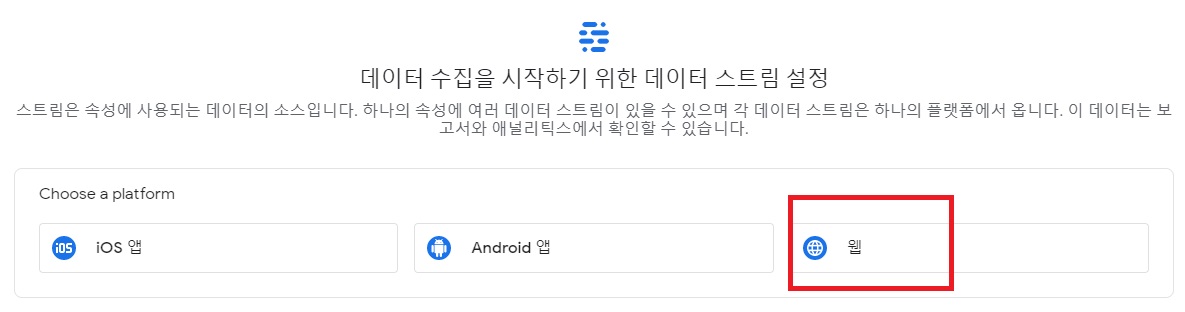 데이터 수집을 시작하기 위한 데이터 스트림 설정
스트림은 속성에 사용되는 데이터의 소스입니다. 하나의 속성에 여러 데이터 스트림이 있을 수 있으며 각 데이터 스트림은 하나의 플랫폼에서 옵니다. 이 데이터는 보
고서와 애널리틱스에서 확인할 수 있습니다.
Choose a platform
iOS iOS 앱
Android 앱
웹